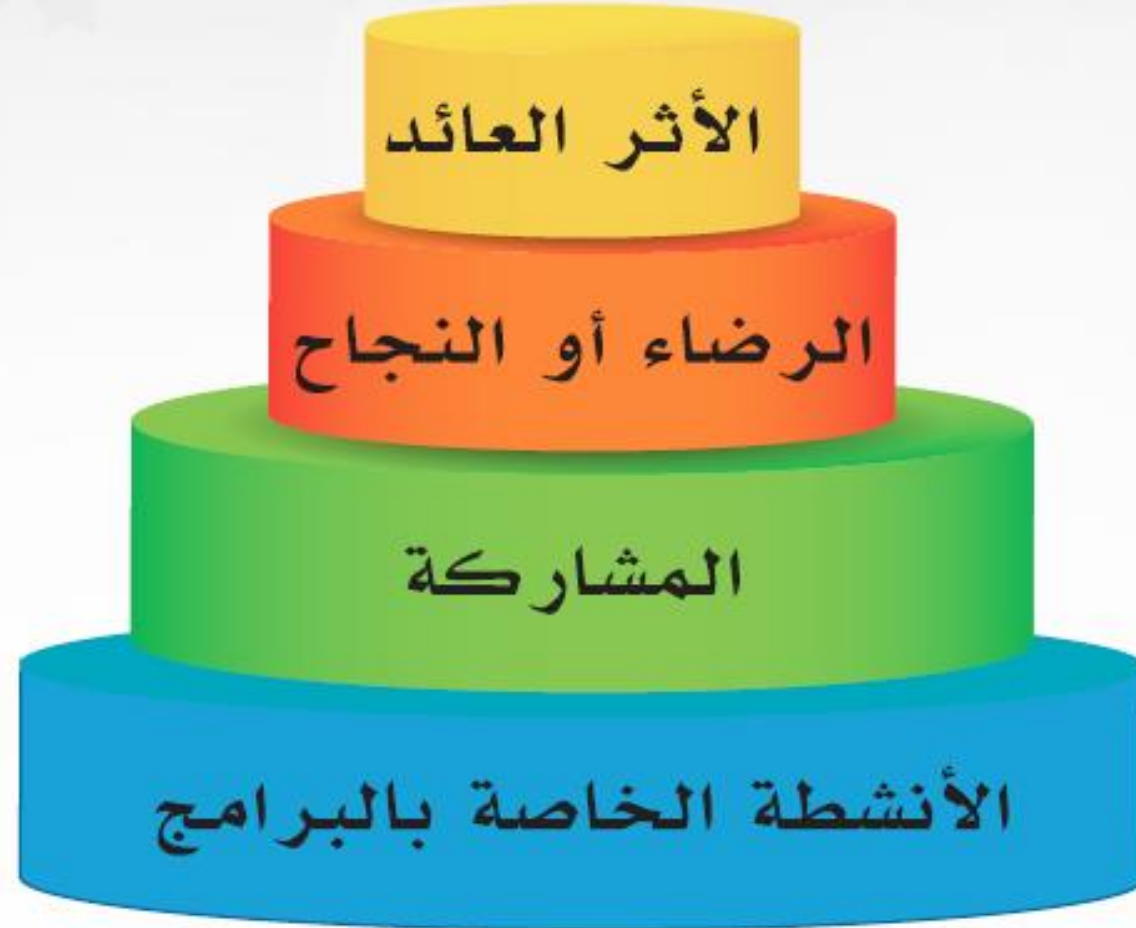 الأثر العائد
الرضاء أو النجاح
المشاركة
الأنشطة الخاصة بالبرامج